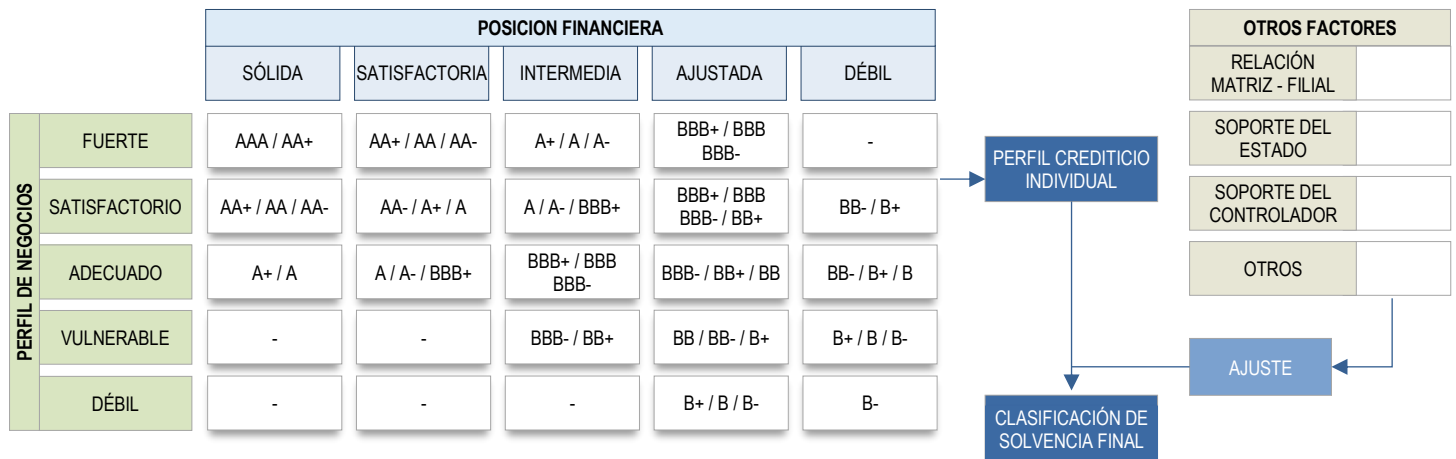 POSICION FINANCIERA
SÓLIDA
SATISFACTORIA
INTERMEDIA
AJUSTADA
DÉBIL
PERFIL DE NEGOCIOS
FUERTE
AAA / AA+
AA+ / AA / AA-
A+ / A / A-
BBB+ / BBB
BBB-
-
SATISFACTORIO
AA+ / AA / AA-
AA- / A+ / A
A / A- / BBB+
BBB+ / BBB
BBB- / BB+
BB- / B+
ADECUADO
A+ / A
A / A- / BBB+
BBB+ / BBB
BBB-
BBB- / BB+ / BB
BB- / B+ / B
VULNERABLE
-
-
BBB- / BB+
BB / BB- / B+
B+ / B / B-
DÉBIL
-
-
-
B+ / B / B-
B-
PERFIL CREDITICIO
INDIVIDUAL
CLASIFICACIÓN DE
SOLVENCIA FINAL
OTROS FACTORES
RELACIÓN
MATRIZ - FILIAL
SOPORTE DEL
ESTADO
SOPORTE DEL
CONTROLADOR
OTROS
AJUSTE